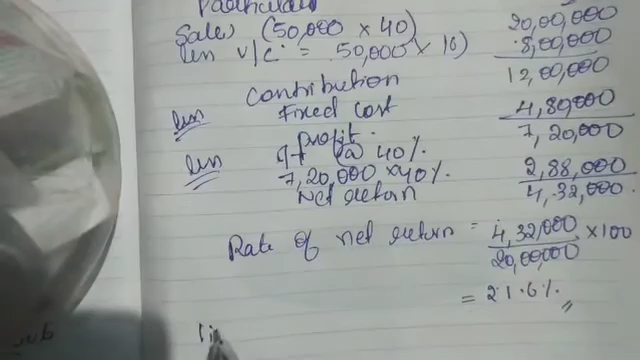 Particulars
Sales (50,000 × 40) 20,00,000
less V/C = 50,000 × 16) 8,00,000
Contribution 12,00,000
less Fixed cost 4,80,000
Profit 7,20,000
less IT @ 40%
7,20,000 × 40% 2,88,000
Net return 4,32,000
Rate of net return = 4,32,000 × 100
20,00,000
= 21.6%
(i